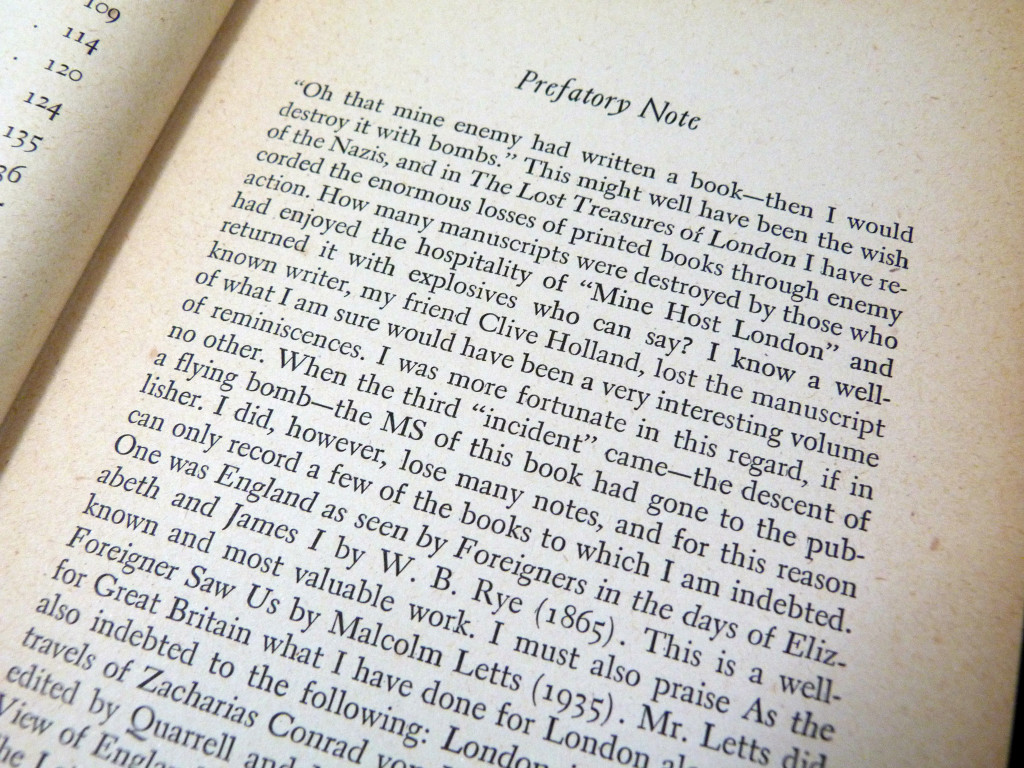 109
114
120
124
135
Prefatory Note
“Oh that mine enemy had written a book—then I would
destroy it with bombs.” This might well have been the wish
of the Nazis, and in The Lost Treasures of London I have re-
corded the enormous losses of printed books through enemy
action. How many manuscripts were destroyed by those who
had enjoyed the hospitality of “Mine Host London” and
returned it with explosives who can say? I know a well-
known writer, my friend Clive Holland, lost the manuscript
of what I am sure would have been a very interesting volume
of reminiscences. I was more fortunate in this regard, if in
no other. When the third “incident” came—the descent of
a flying bomb—the MS of this book had gone to the pub-
lisher. I did, however, lose many notes, and for this reason
can only record a few of the books to which I am indebted.
One was England as seen by Foreigners in the days of Eliz-
abeth and James I by W. B. Rye (1865). This is a well-
known and most valuable work. I must also praise As the
Foreigner Saw Us by Malcolm Letts (1935). Mr. Letts did
for Great Britain what I have done for London
also indebted to the following: London
travels of Zacharias Conrad
edited by Quarrell and
View of England